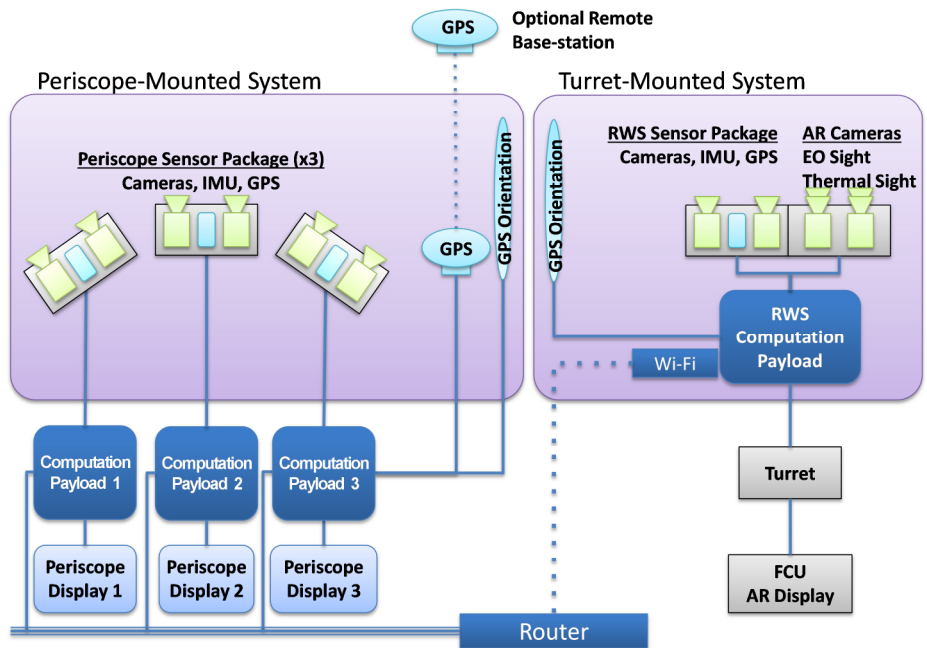 GPS
Optional Remote
Base-station
Periscope-Mounted System
Turret-Mounted System
Periscope Sensor Package (x3)
Cameras, IMU, GPS
GPS
GPS Orientation
GPS Orientation
RWS Sensor Package
Cameras, IMU, GPS
AR Cameras
EO Sight
Thermal Sight
RWS
Computation
Payload
Wi-Fi
Computation
Payload 1
Computation
Payload 2
Computation
Payload 3
Turret
Periscope
Display 1
Periscope
Display 2
Periscope
Display 3
FCU
AR Display
Router